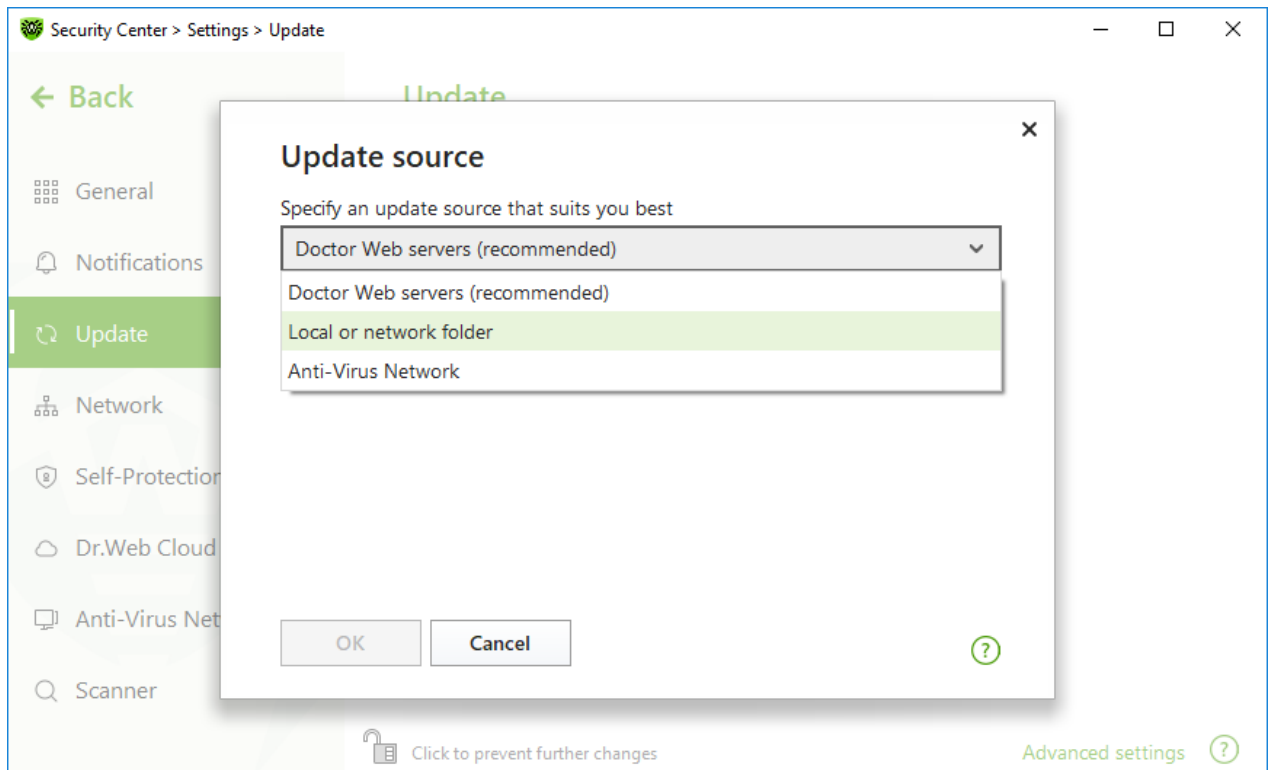 Security Center > Settings > Update
Back
Update
General
Notifications
Update
Network
Self-Protection
Dr.Web Cloud
Anti-Virus Net
Scanner
Update source
Specify an update source that suits you best
Doctor Web servers (recommended)
Doctor Web servers (recommended)
Local or network folder
Anti-Virus Network
OK
Cancel
?
Click to prevent further changes
Advanced settings
?